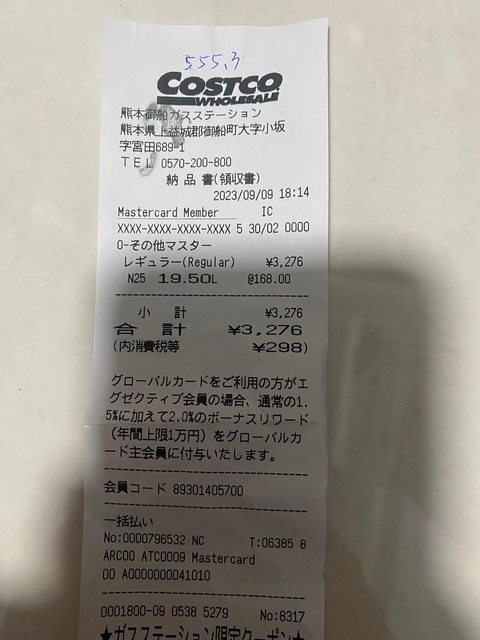 555.3
COSTCO
WHOLESALE
熊本御船ガスステーション
熊本県上益城郡御船町大字小坂
字宮田689-1
TEL 0570-200-800
納品書(領収書)
2023/09/09 18:14
Mastercard Member IC
XXXX-XXXX-XXXX-XXXX 5 30/02 0000
0-その他マスター
レギュラー(Regular) ¥3,276
N25 19.50L @168.00
小 計 ¥3,276
合 計 ¥3,276
(内消費税等 ¥298)
グローバルカードをご利用の方がエ
グゼクティブ会員の場合、通常の1.
5%に加えて2.0%のボーナスリワード
(年間上限1万円)をグローバルカ
ード主会員に付与いたします。
会員コード 89301405700
一括払い
No:0000796532 NC T:06385 8
ARC00 ATC0009 Mastercard
00 A0000000041010
0001800-09 0538 5279 No:8317
★ガスステーション限定クーポン★